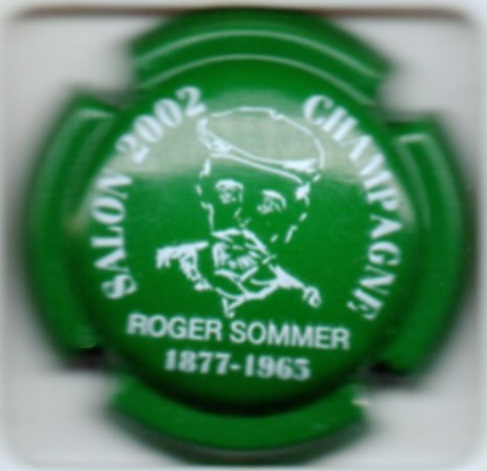 SALON 2002
CHAMPAGNE
ROGER SOMMER
1877-1965